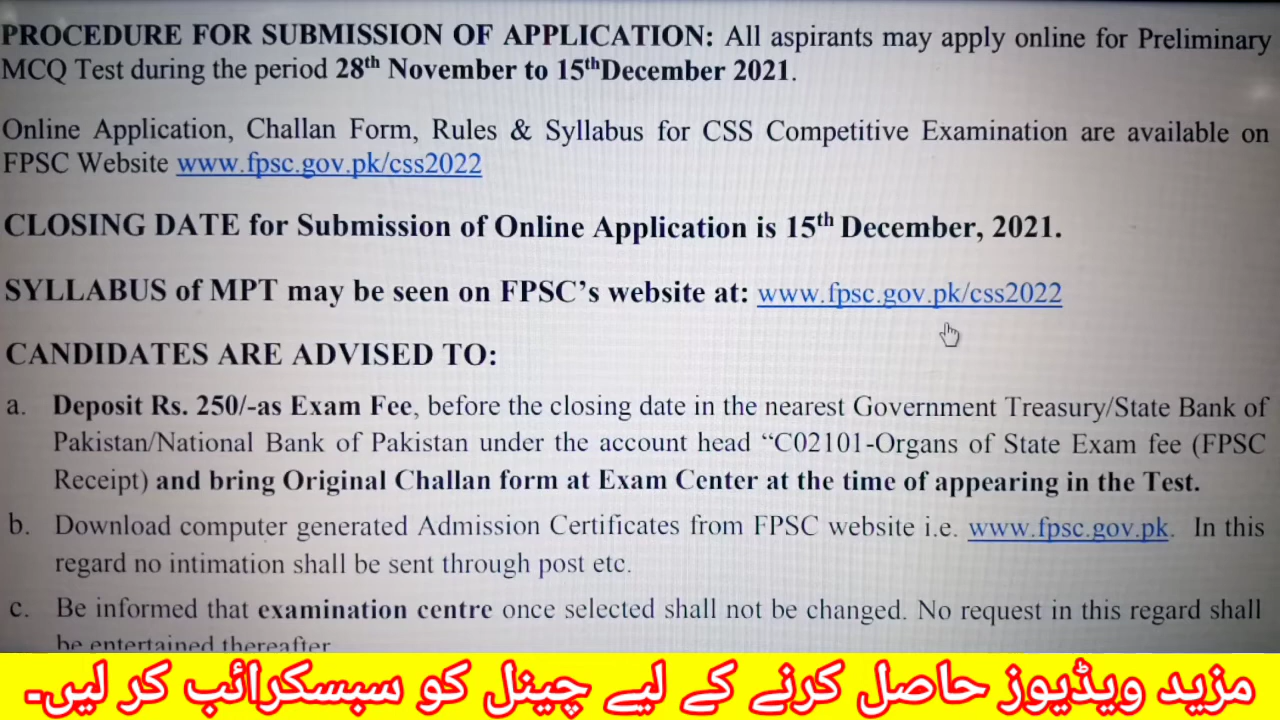 PROCEDURE FOR SUBMISSION OF APPLICATION: All aspirants may apply online for Preliminary
MCQ Test during the period 28th November to 15thDecember 2021.
Online Application, Challan Form, Rules & Syllabus for CSS Competitive Examination are available on
FPSC Website www.fpsc.gov.pk/css2022
CLOSING DATE for Submission of Online Application is 15th December, 2021.
SYLLABUS of MPT may be seen on FPSC's website at: www.fpsc.gov.pk/css2022
CANDIDATES ARE ADVISED TO:
a. Deposit Rs. 250/-as Exam Fee, before the closing date in the nearest Government Treasury/State Bank of
Pakistan/National Bank of Pakistan under the account head “C02101-Organs of State Exam fee (FPSC
Receipt) and bring Original Challan form at Exam Center at the time of appearing in the Test.
b. Download computer generated Admission Certificates from FPSC website i.e. www.fpsc.gov.pk. In this
regard no intimation shall be sent through post etc.
c. Be informed that examination centre once selected shall not be changed. No request in this regard shall
be entertained thereafter
مزید ویڈیوز حاصل کرنے کے لیے چینل کو سبسکرائب کر لیں۔